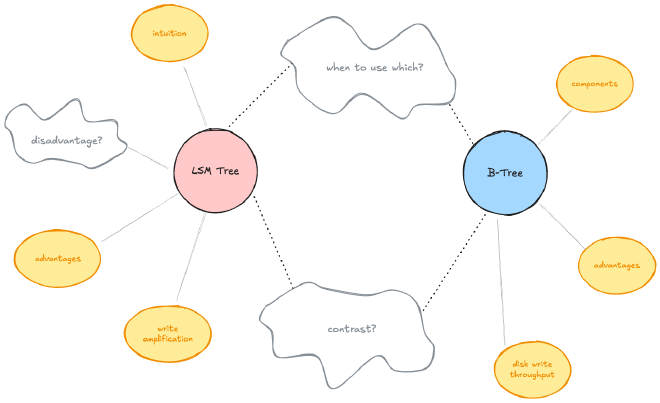 intuition
when to use which?
components
disadvantage?
LSM Tree
B-Tree
advantages
advantages
write
amplification
contrast?
disk write
throughput